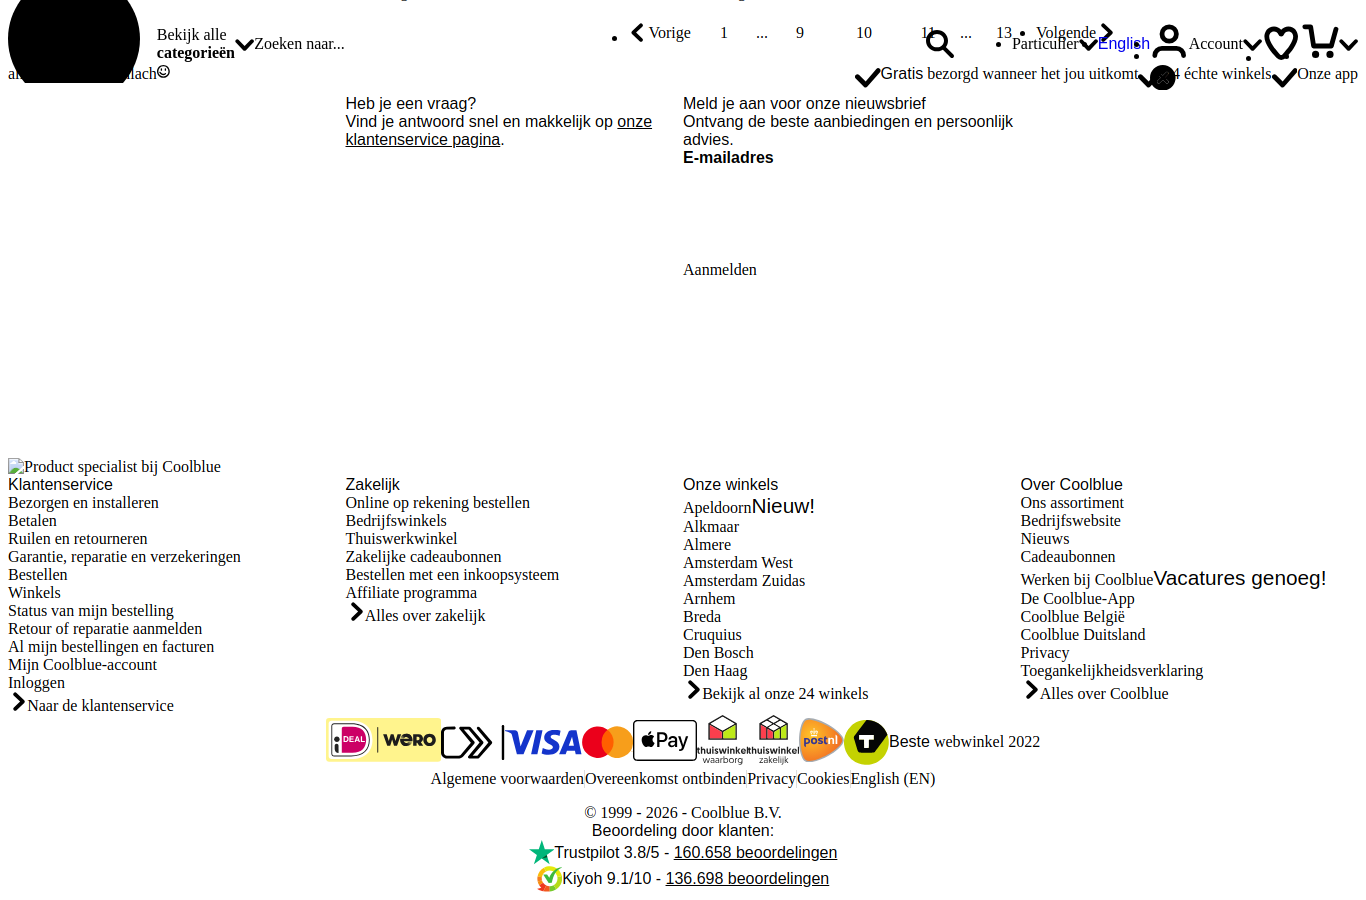 Bekijk alle
categorieën
Zoeken naar...
Vorige 1 ... 9 10 11 ... 13 Volgende
Particulier English Account
Gratis bezorgd wanneer het jou uitkomt 24 échte winkels Onze app
Heb je een vraag?
Vind je antwoord snel en makkelijk op onze
klantenservice pagina.
Meld je aan voor onze nieuwsbrief
Ontvang de beste aanbiedingen en persoonlijk
advies.
E-mailadres
Aanmelden
Product specialist bij Coolblue
Klantenservice
Bezorgen en installeren
Betalen
Ruilen en retourneren
Garantie, reparatie en verzekeringen
Bestellen
Winkels
Status van mijn bestelling
Retour of reparatie aanmelden
Al mijn bestellingen en facturen
Mijn Coolblue-account
Inloggen
Naar de klantenservice
Zakelijk
Online op rekening bestellen
Bedrijfswinkels
Thuiswerkwinkel
Zakelijke cadeaubonnen
Bestellen met een inkoopsysteem
Affiliate programma
Alles over zakelijk
Onze winkels
Apeldoorn Nieuw!
Alkmaar
Almere
Amsterdam West
Amsterdam Zuidas
Arnhem
Breda
Cruquius
Den Bosch
Den Haag
Bekijk al onze 24 winkels
Over Coolblue
Ons assortiment
Bedrijfswebsite
Nieuws
Cadeaubonnen
Werken bij Coolblue Vacatures genoeg!
De Coolblue-App
Coolblue België
Coolblue Duitsland
Privacy
Toegankelijkheidsverklaring
Alles over Coolblue
iDEAL wero VISA Pay thuiswinkel waarborg thuiswinkel zakelijk postnl T Beste webwinkel 2022
Algemene voorwaarden Overeenkomst ontbinden Privacy Cookies English (EN)
© 1999 - 2026 - Coolblue B.V.
Beoordeling door klanten:
Trustpilot 3.8/5 - 160.658 beoordelingen
Kiyoh 9.1/10 - 136.698 beoordelingen